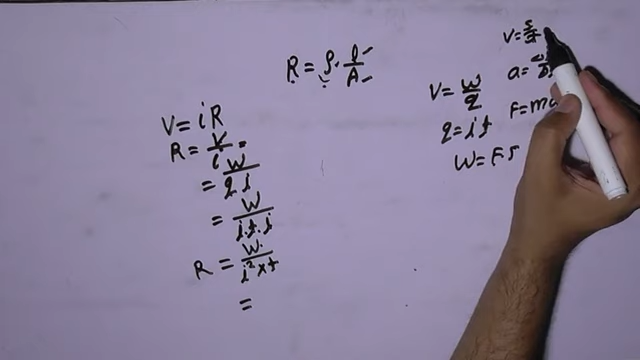 R = ρ · l/A
V = iR
R = V/i
= W/q i
= W/i.t.i
R = W/i² × t
=
V = S/t
a =
V = W/q
F = ma
q = it
W = FS